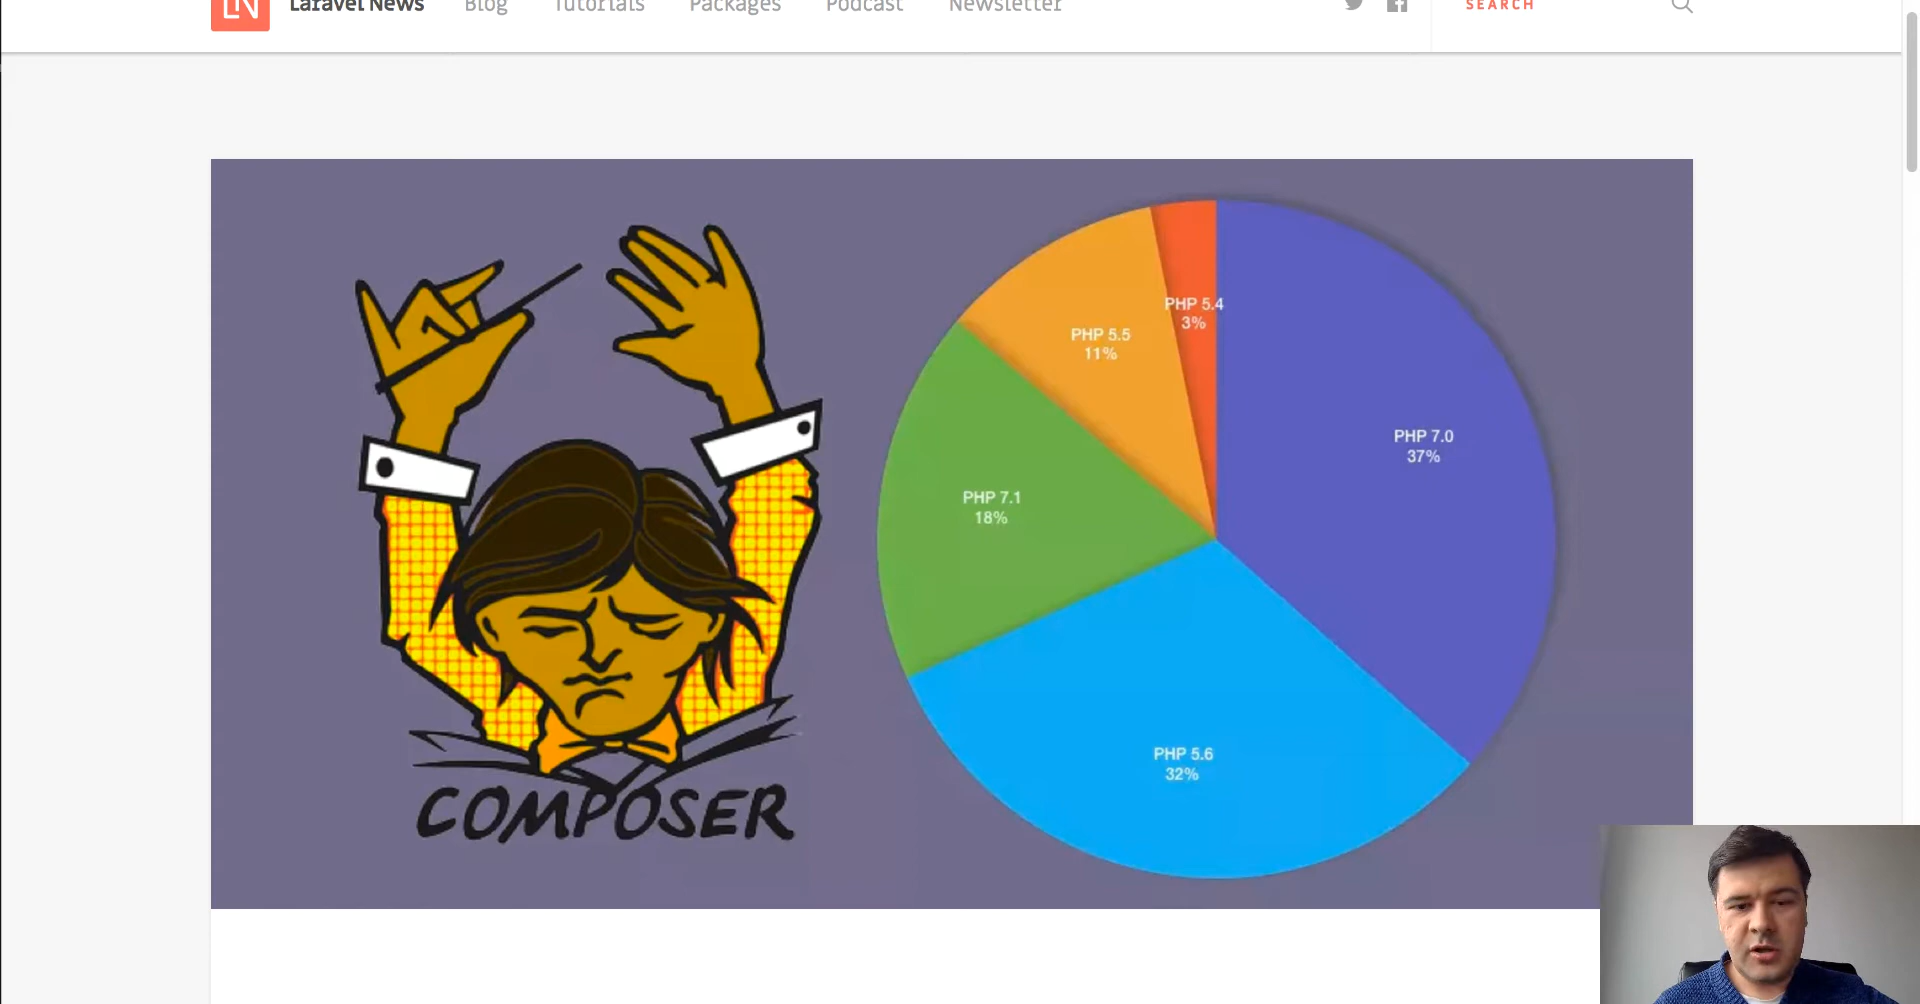 LN
Laravel News
Blog
Tutorials
Packages
Podcast
Newsletter
SEARCH
PHP 5.4
3%
PHP 5.5
11%
PHP 7.0
37%
PHP 7.1
18%
PHP 5.6
32%
COMPOSER